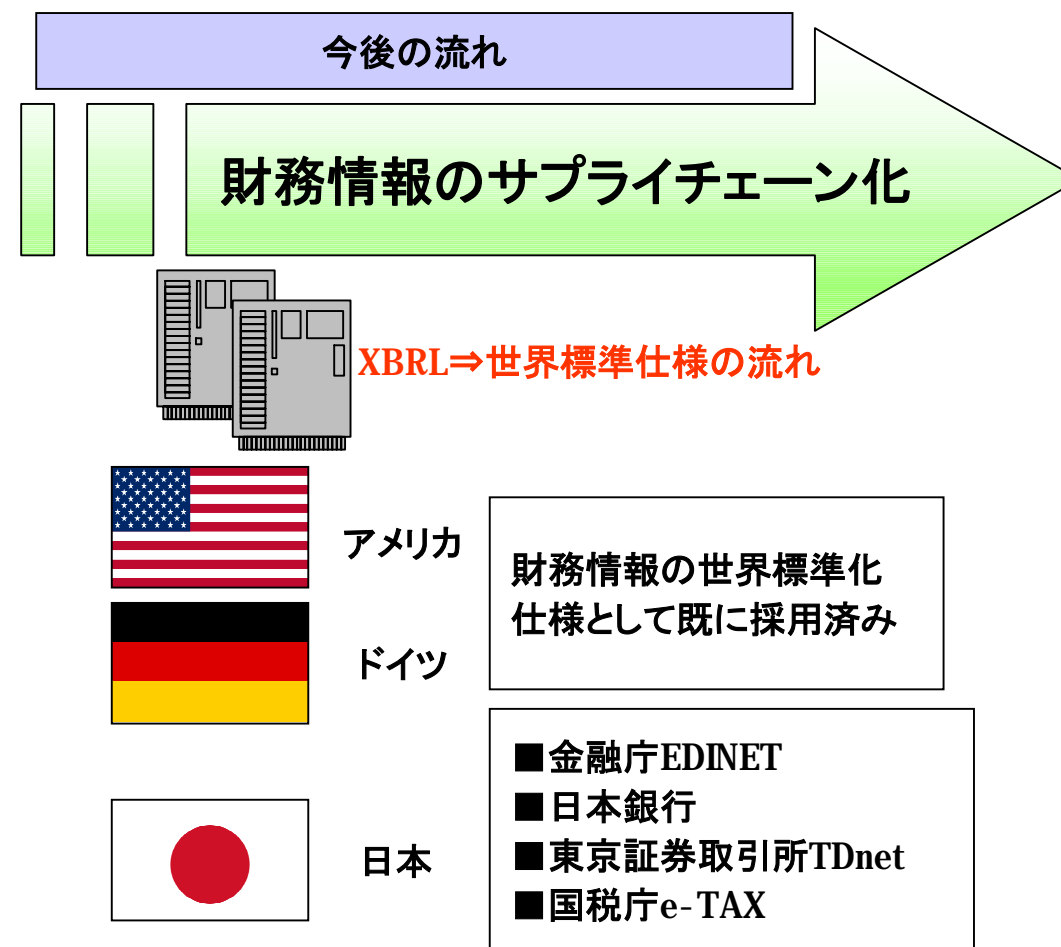 今後の流れ
財務情報のサプライチェーン化
XBRL⇒世界標準仕様の流れ
アメリカ
財務情報の世界標準化
仕様として既に採用済み
ドイツ
■金融庁EDINET
■日本銀行
■東京証券取引所TDnet
■国税庁e-TAX
日本